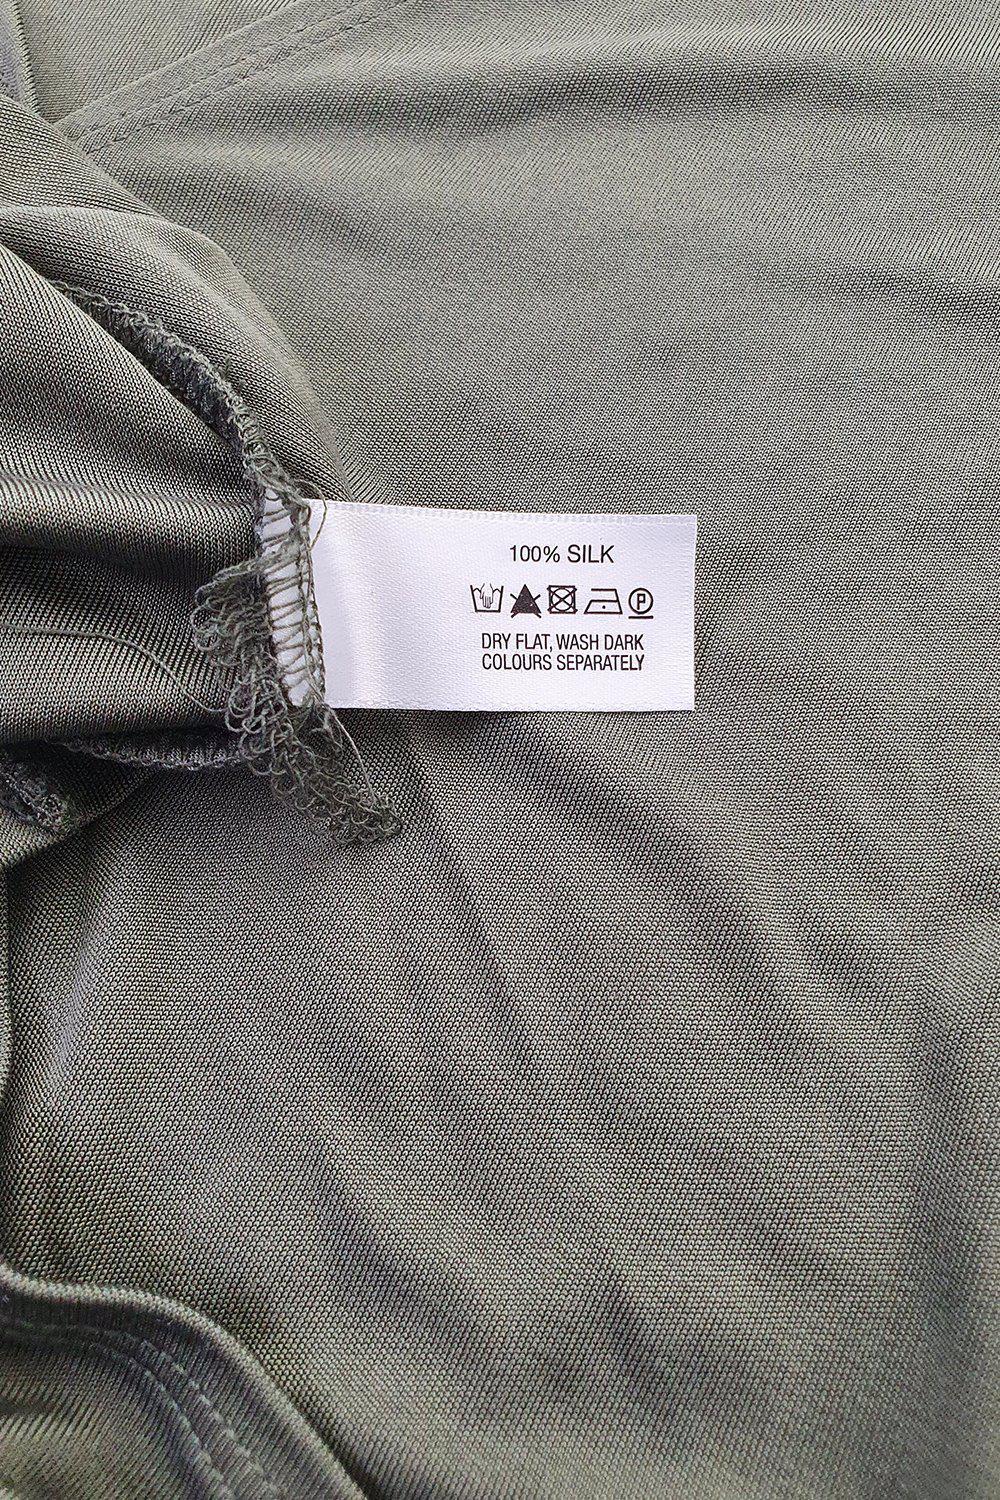 100% SILK
P
DRY FLAT, WASH DARK
COLOURS SEPARATELY